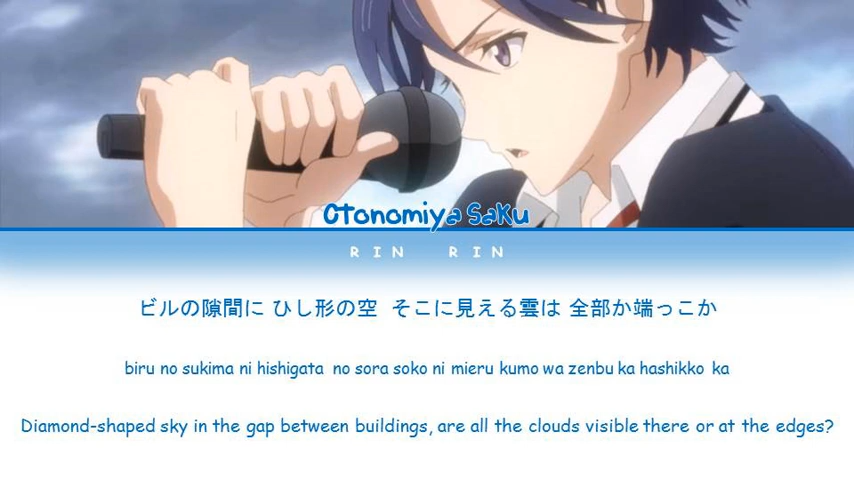 Otonomiya Saku
RIN RIN
ビルの隙間に ひし形の空 そこに見える雲は 全部か端っこか
biru no sukima ni hishigata no sora soko ni mieru kumo wa zenbu ka hashikko ka
Diamond-shaped sky in the gap between buildings, are all the clouds visible there or at the edges?